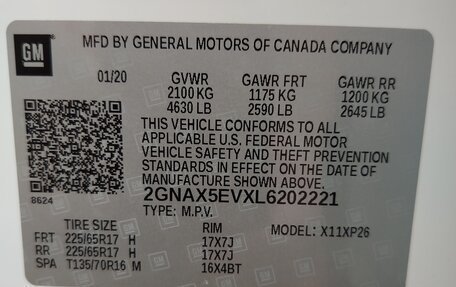 GM
MFD BY GENERAL MOTORS OF CANADA COMPANY
01/20 GVWR GAWR FRT GAWR RR
2100 KG 1175 KG 1200 KG
4630 LB 2590 LB 2645 LB
THIS VEHICLE CONFORMS TO ALL
APPLICABLE U.S. FEDERAL MOTOR
VEHICLE SAFETY AND THEFT PREVENTION
STANDARDS IN EFFECT ON THE DATE OF
MANUFACTURE SHOWN ABOVE.
8624 2GNAX5EVXL6202221
TYPE: M.P.V.
TIRE SIZE RIM MODEL: X11XP26
FRT 225/65R17 H 17X7J
RR 225/65R17 H 17X7J
SPA T135/70R16 M 16X4BT